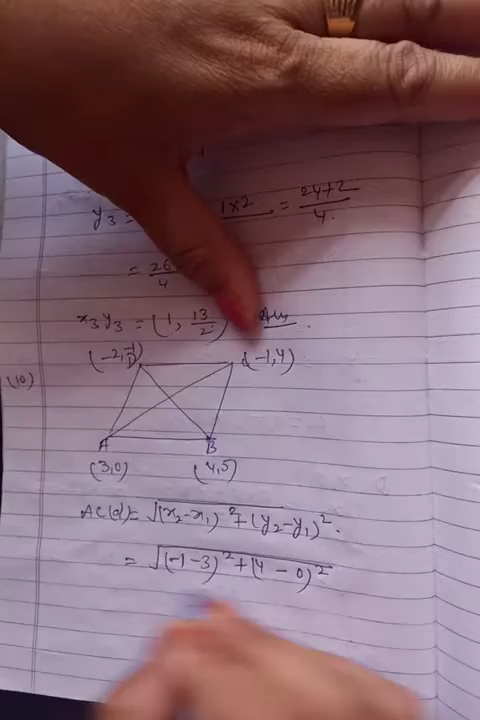 y₃ = 1×2 = 24+2/4.
= 26/4
x₃y₃ = (1, 13/2) Ans.
(10) (-2,-1) (-1,4)
D
A B
(3,0) (4,5)
AC(d) = √(x₂-x₁)²+(y₂-y₁)².
= √(-1-3)²+(4-0)²